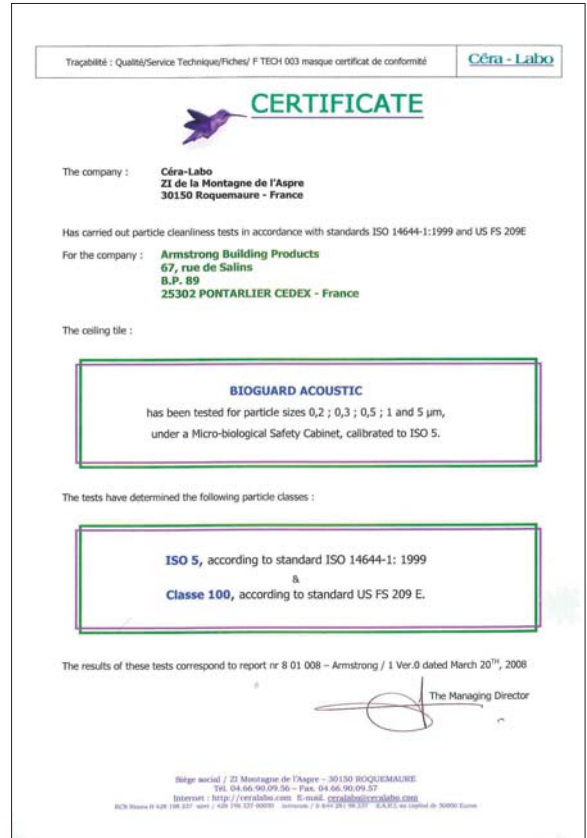 Traçabilité : Qualité/Service Technique/Fiches/ F TECH 003 masque certificat de conformité
Céra - Labo
CERTIFICATE
The company : Céra-Labo
ZI de la Montagne de l'Aspre
30150 Roquemaure - France
Has carried out particle cleanliness tests in accordance with standards ISO 14644-1:1999 and US FS 209E
For the company : Armstrong Building Products
67, rue de Salins
B.P. 89
25302 PONTARLIER CEDEX - France
The ceiling tile :
BIOGUARD ACOUSTIC
has been tested for particle sizes 0,2 ; 0,3 ; 0,5 ; 1 and 5 µm,
under a Micro-biological Safety Cabinet, calibrated to ISO 5.
The tests have determined the following particle classes :
ISO 5, according to standard ISO 14644-1: 1999
&
Classe 100, according to standard US FS 209 E.
The results of these tests correspond to report nr 8 01 008 – Armstrong / 1 Ver.0 dated March 20TH, 2008
The Managing Director
Siège social / ZI Montagne de l'Aspre – 30150 ROQUEMAURE
Tél. 04.66.90.09.56 – Fax. 04.66.90.09.57
Internet : http://ceralabo.com E-mail. ceralabo@ceralabo.com